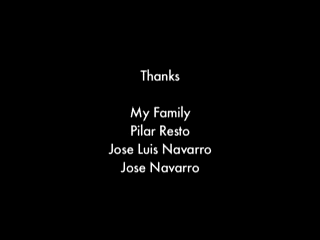 Thanks
My Family
Pilar Resto
Jose Luis Navarro
Jose Navarro